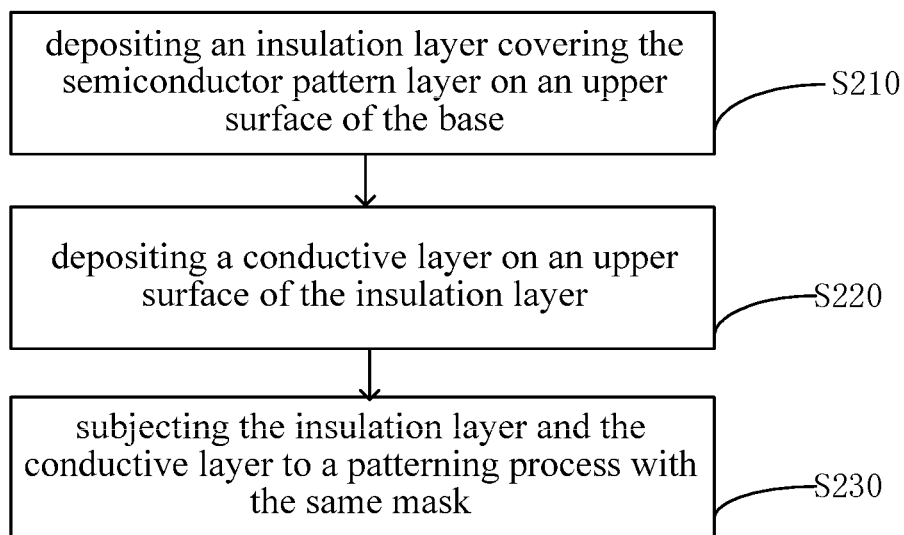 depositing an insulation layer covering the
semiconductor pattern layer on an upper
surface of the base
S210
depositing a conductive layer on an upper
surface of the insulation layer
S220
subjecting the insulation layer and the
conductive layer to a patterning process with
the same mask
S230